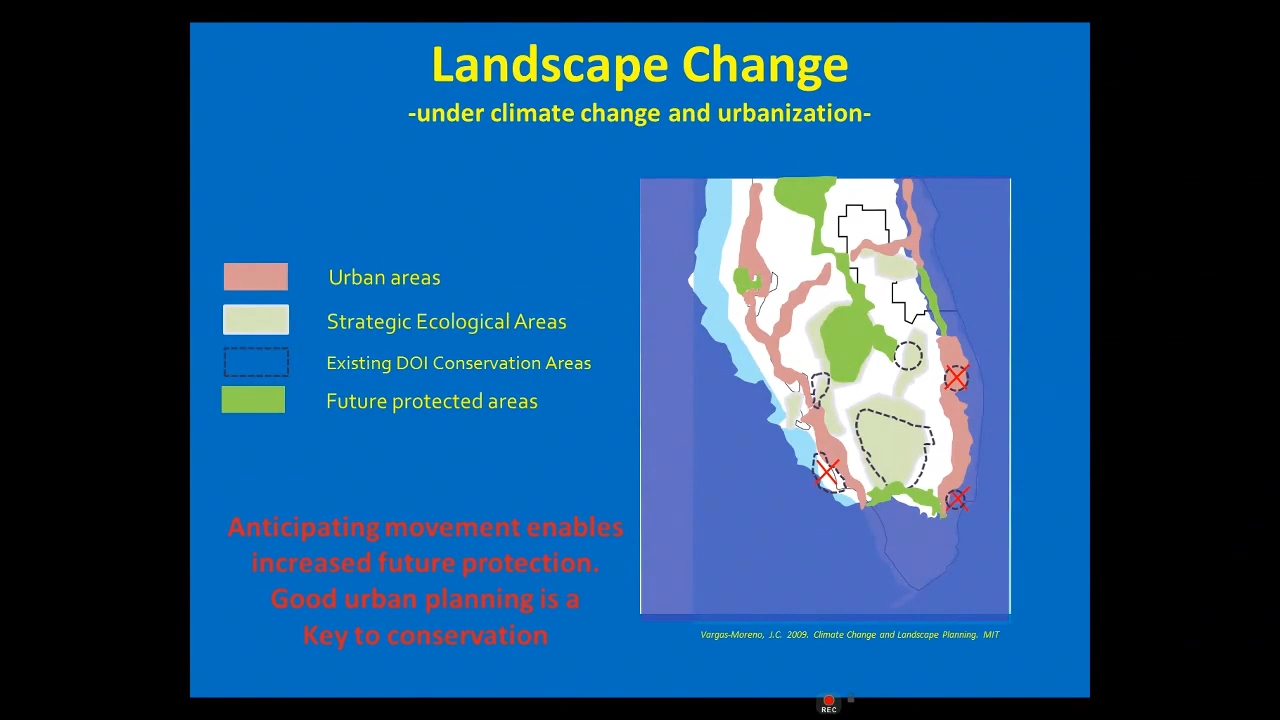 Landscape Change
-under climate change and urbanization-
Urban areas
Strategic Ecological Areas
Existing DOI Conservation Areas
Future protected areas
Anticipating movement enables
increased future protection.
Good urban planning is a
Key to conservation
Vargas-Moreno, J.C. 2009. Climate Change and Landscape Planning. MIT
REC